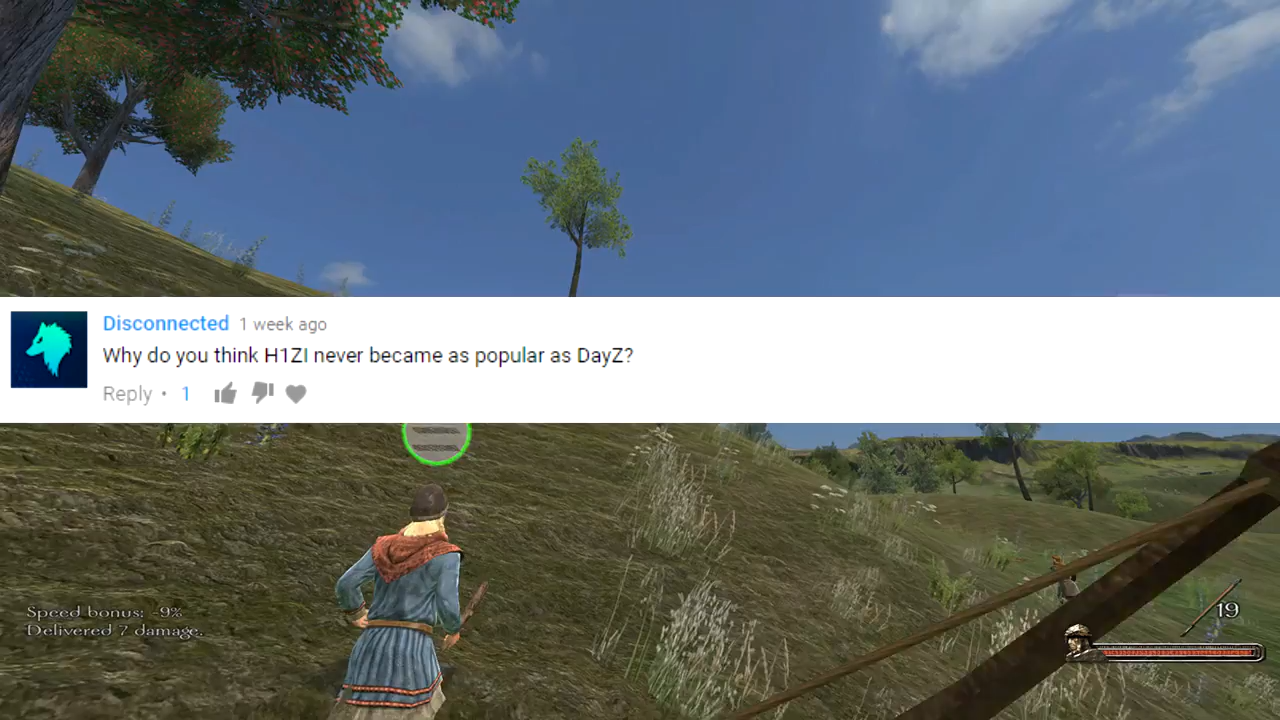 Disconnected 1 week ago
Why do you think H1ZI never became as popular as DayZ?
Reply • 1
Speed bonus: -9%
Delivered 7 damage.
19